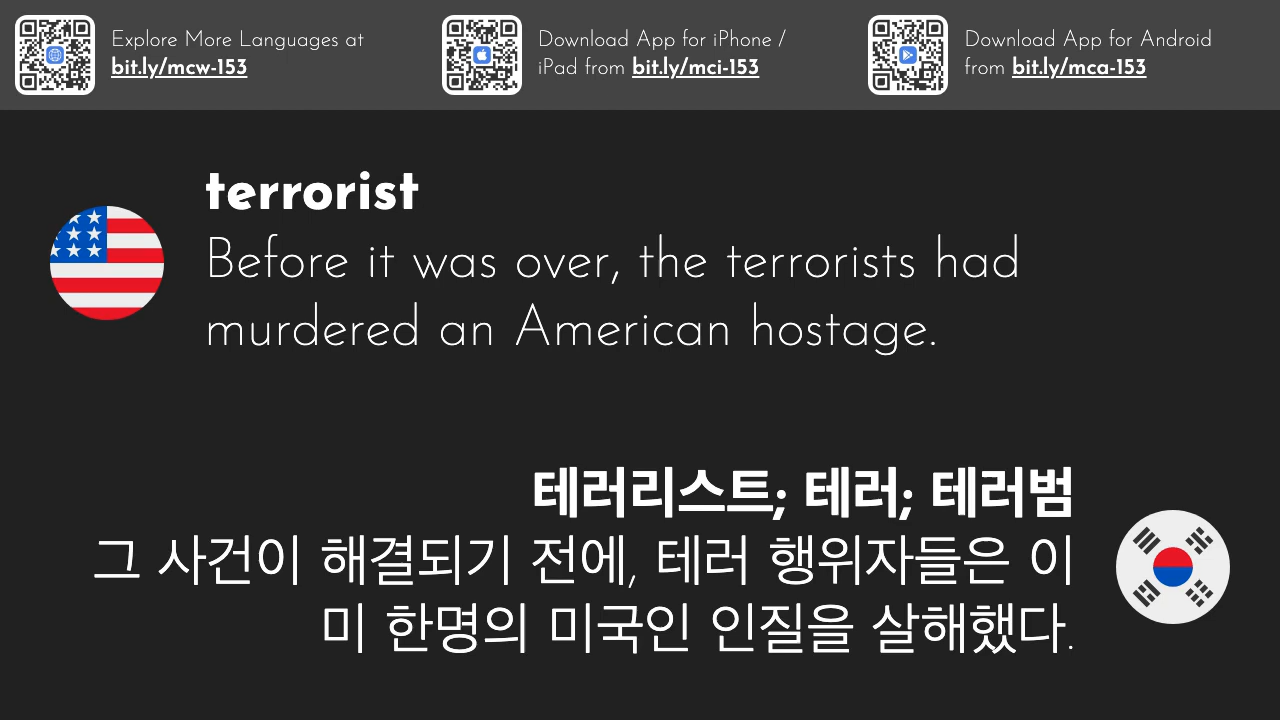 Explore More Languages at
bit.ly/mcw-153
Download App for iPhone /
iPad from bit.ly/mci-153
Download App for Android
from bit.ly/mca-153
terrorist
Before it was over, the terrorists had
murdered an American hostage.
테러리스트; 테러; 테러범
그 사건이 해결되기 전에, 테러 행위자들은 이
미 한명의 미국인 인질을 살해했다.